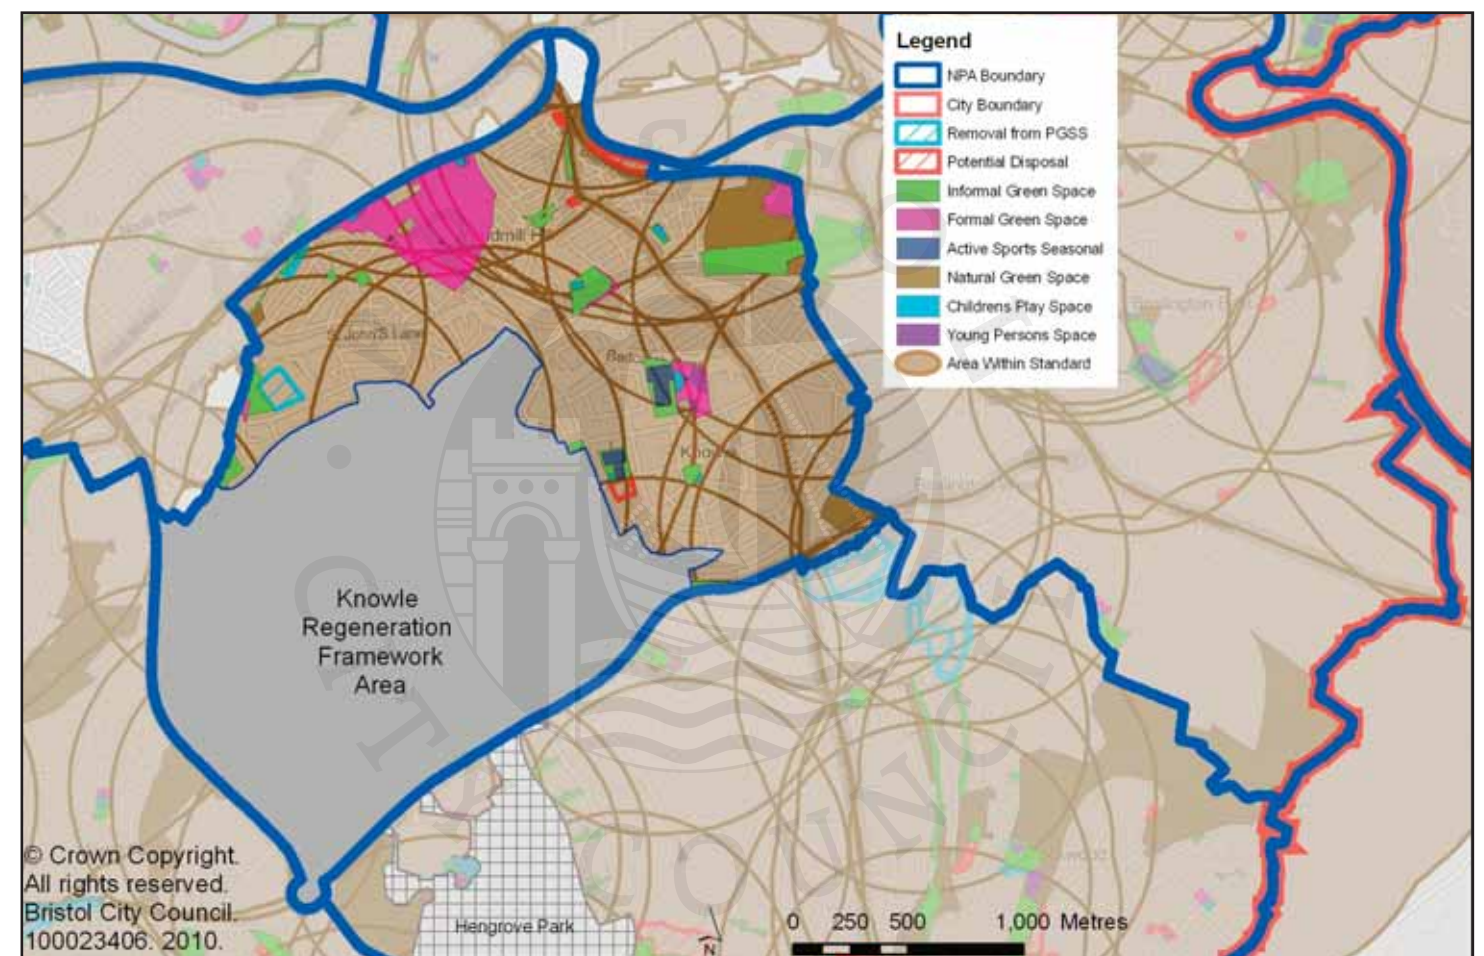 Legend
NPA Boundary
City Boundary
Removal from PGSS
Potential Disposal
Informal Green Space
Formal Green Space
Active Sports Seasonal
Natural Green Space
Childrens Play Space
Young Persons Space
Area Within Standard
St John'S Lane
Knowle
Regeneration
Framework
Area
Hengrove Park
© Crown Copyright.
All rights reserved.
Bristol City Council.
100023406. 2010.
0 250 500 1,000 Metres
N
CITY COUNCIL